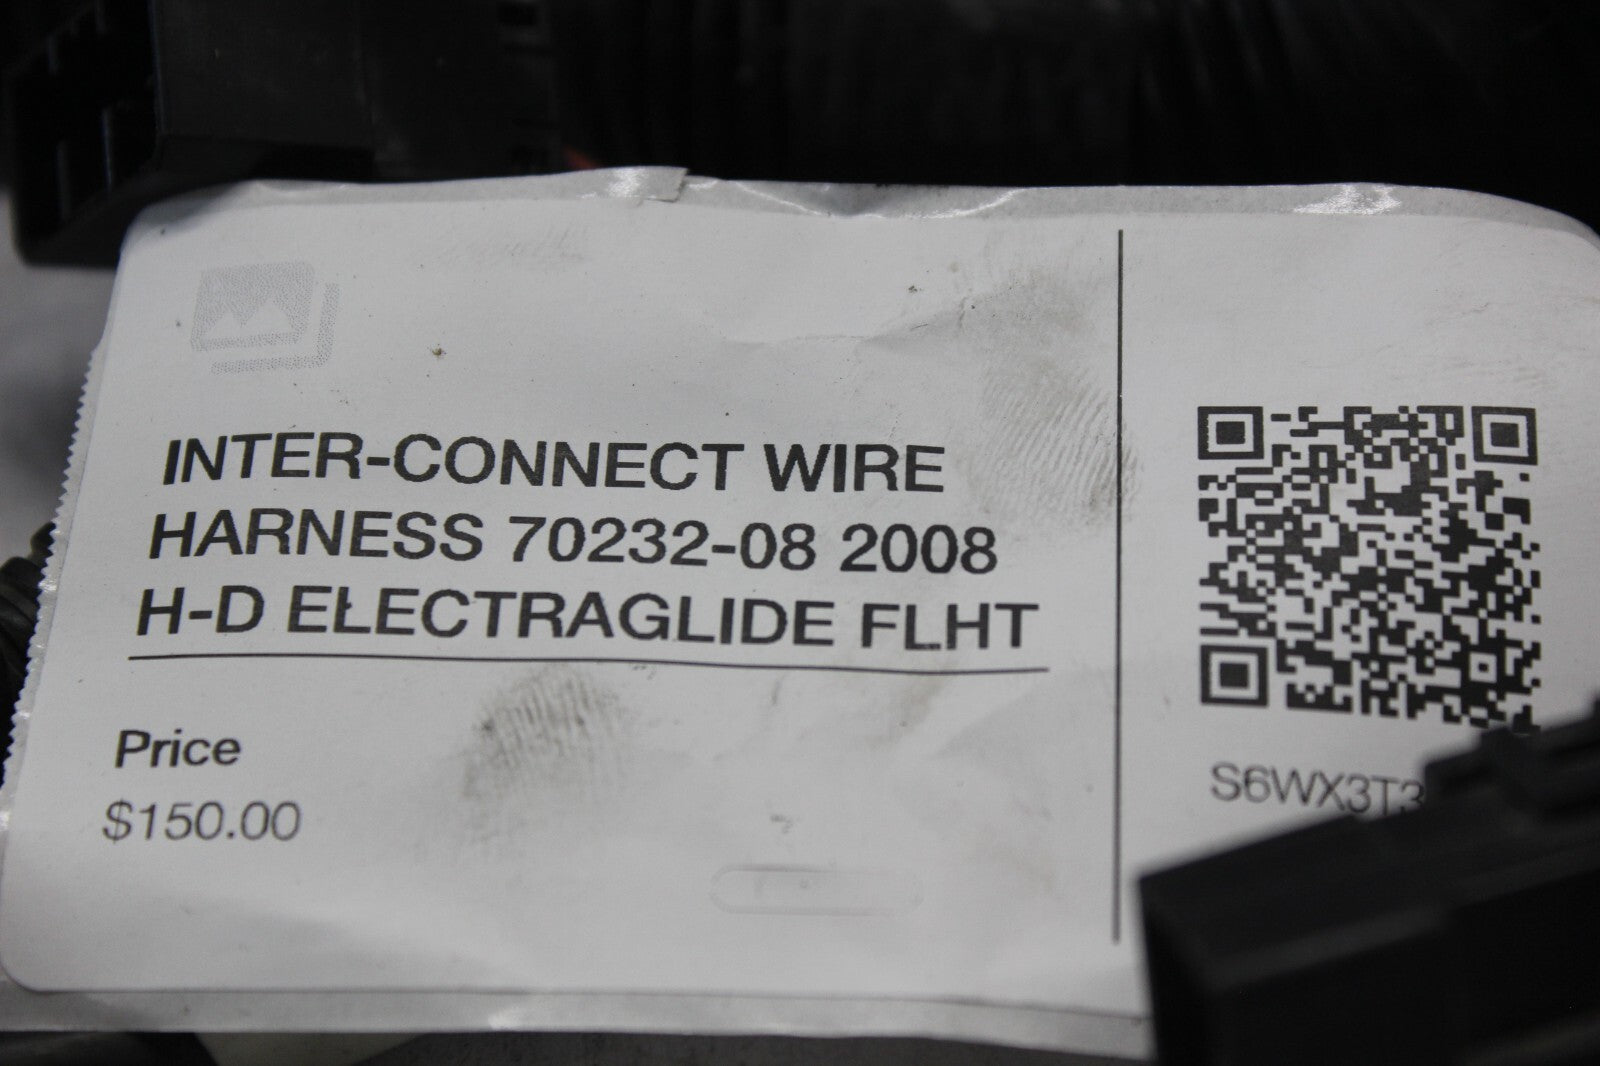 INTER-CONNECT WIRE
HARNESS 70232-08 2008
H-D ELECTRAGLIDE FLHT
Price
$150.00